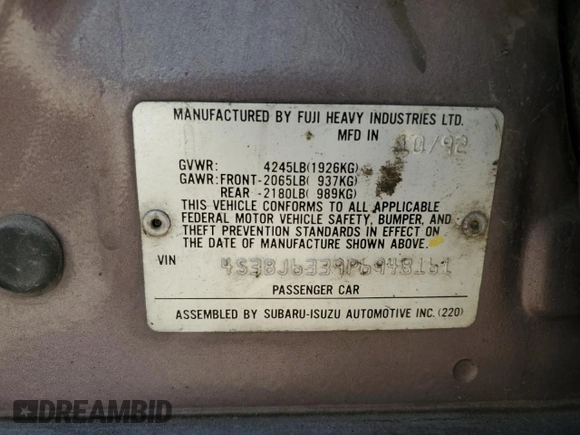 MANUFACTURED BY FUJI HEAVY INDUSTRIES LTD.
MFD IN 10/92
GVWR: 4245LB(1926KG)
GAWR:FRONT-2065LB( 937KG)
REAR -2180LB( 989KG)
THIS VEHICLE CONFORMS TO ALL APPLICABLE
FEDERAL MOTOR VEHICLE SAFETY, BUMPER, AND
THEFT PREVENTION STANDARDS IN EFFECT ON
THE DATE OF MANUFACTURE SHOWN ABOVE.
VIN
PASSENGER CAR
ASSEMBLED BY SUBARU-ISUZU AUTOMOTIVE INC.(220)
DREAMBID